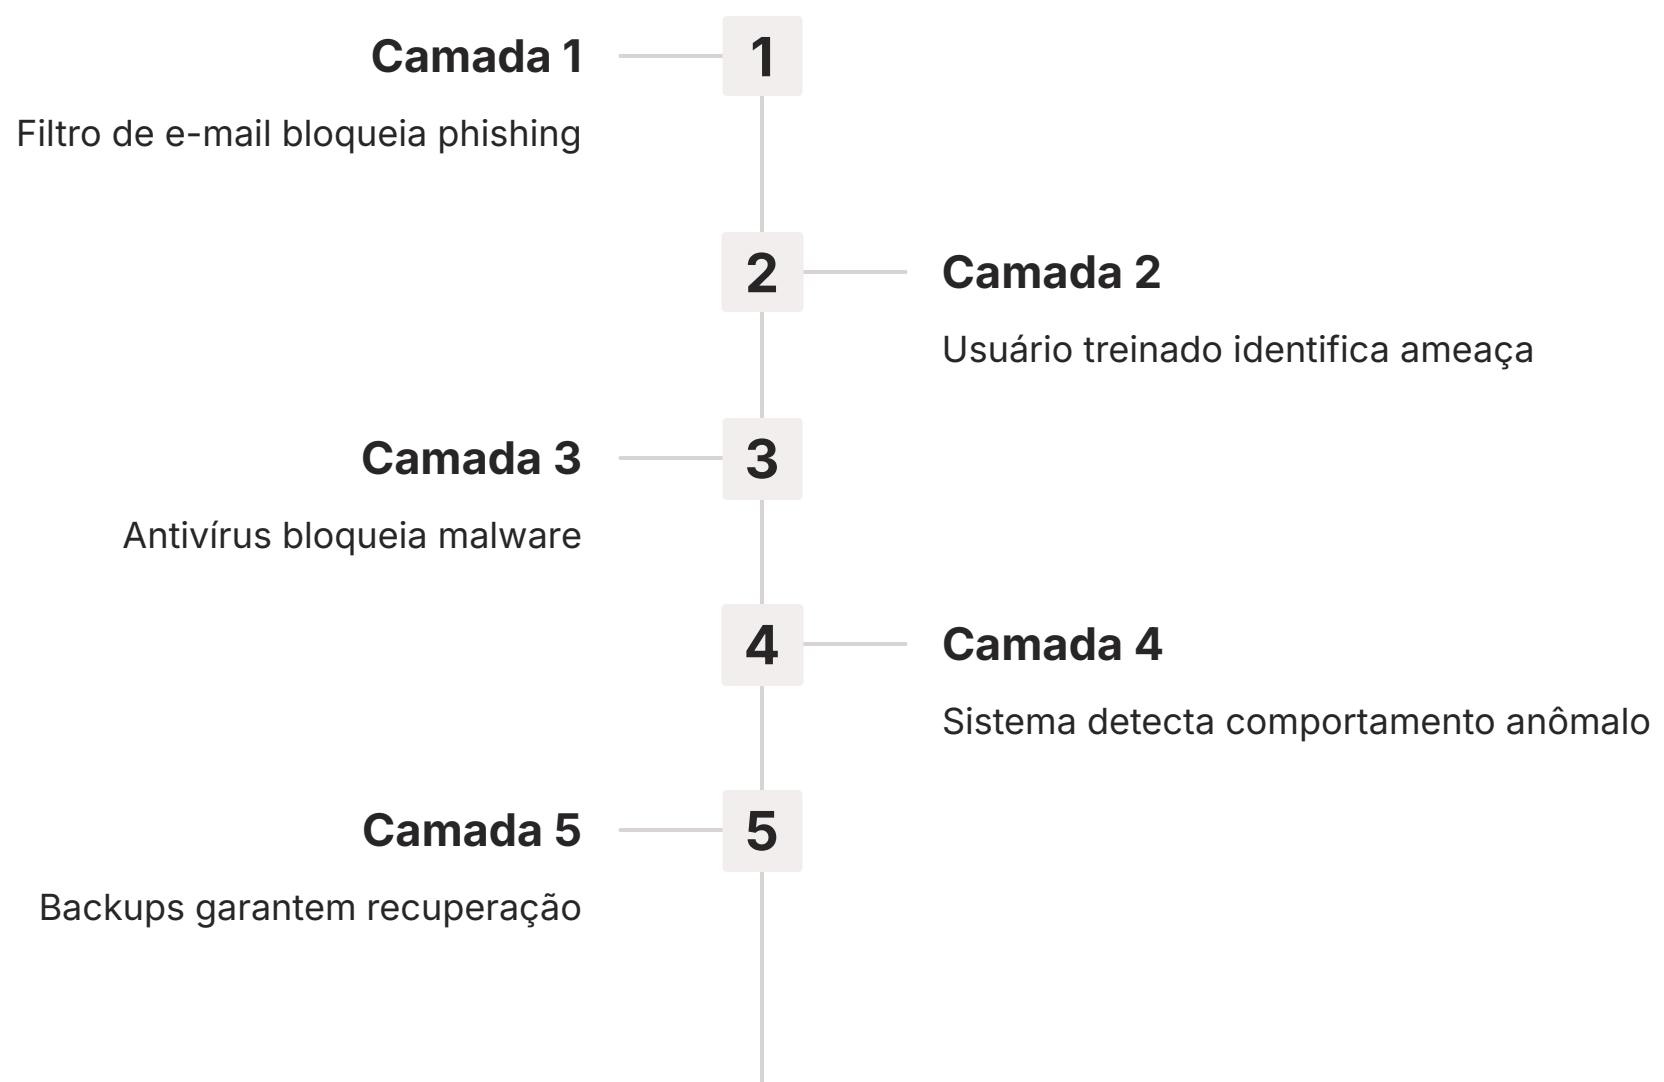 Camada 1
1
Filtro de e-mail bloqueia phishing
2
Camada 2
Usuário treinado identifica ameaça
Camada 3
3
Antivírus bloqueia malware
4
Camada 4
Sistema detecta comportamento anômalo
Camada 5
5
Backups garantem recuperação